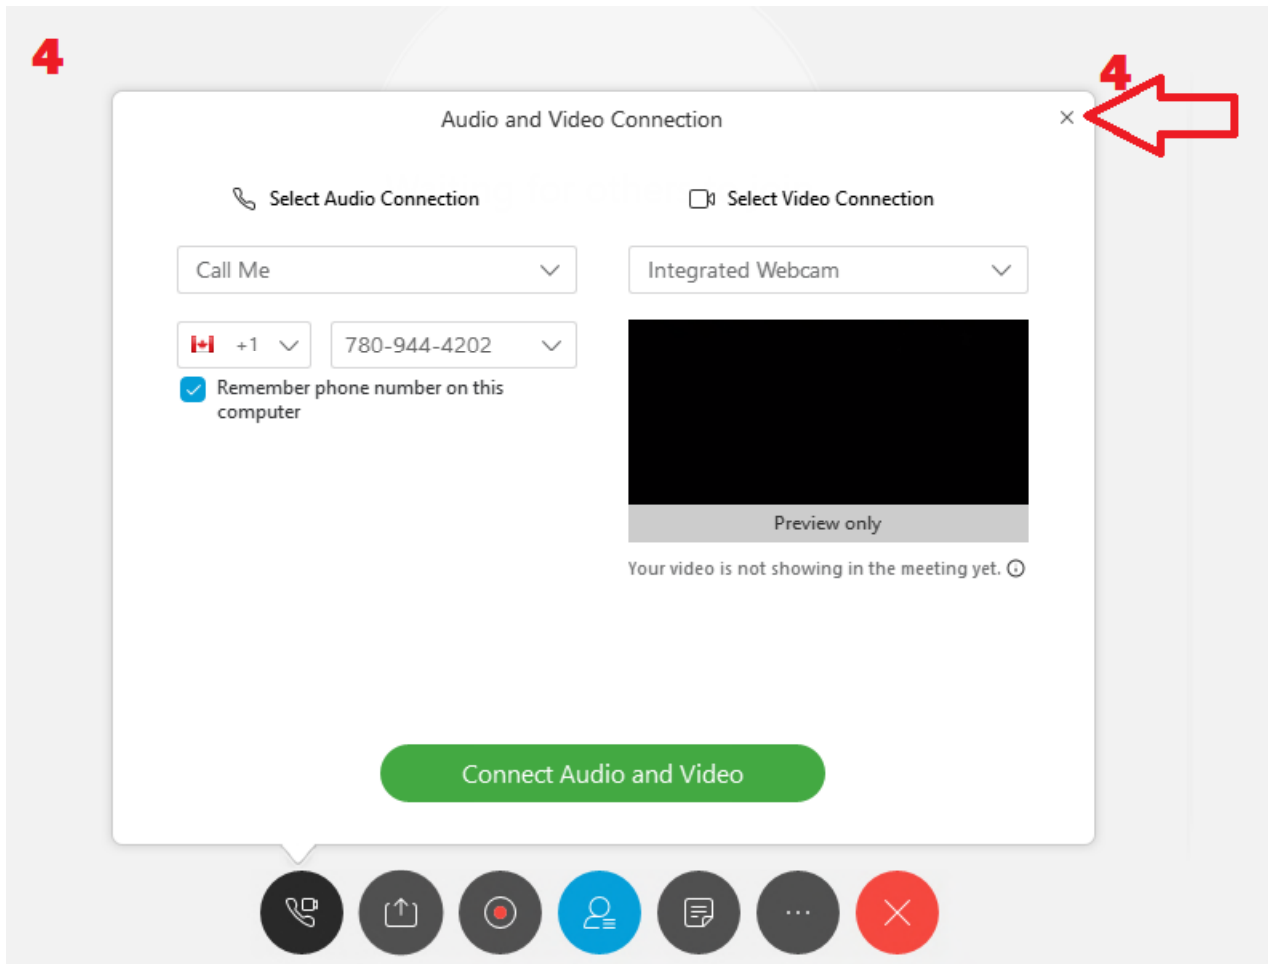 4
4
Audio and Video Connection
Select Audio Connection
Select Video Connection
Call Me
Integrated Webcam
+1
780-944-4202
Remember phone number on this
computer
Preview only
Your video is not showing in the meeting yet.
Connect Audio and Video